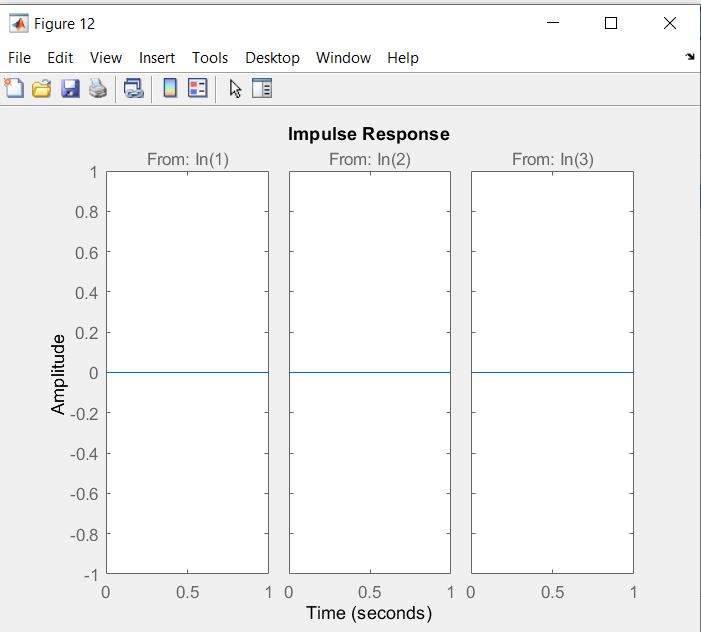 Figure 12
File Edit View Insert Tools Desktop Window Help
Impulse Response
From: In(1) From: In(2) From: In(3)
1
0.8
0.6
0.4
0.2
0
-0.2
-0.4
-0.6
-0.8
-1
Amplitude
0 0.5 1 0 0.5 1 0 0.5 1
Time (seconds)